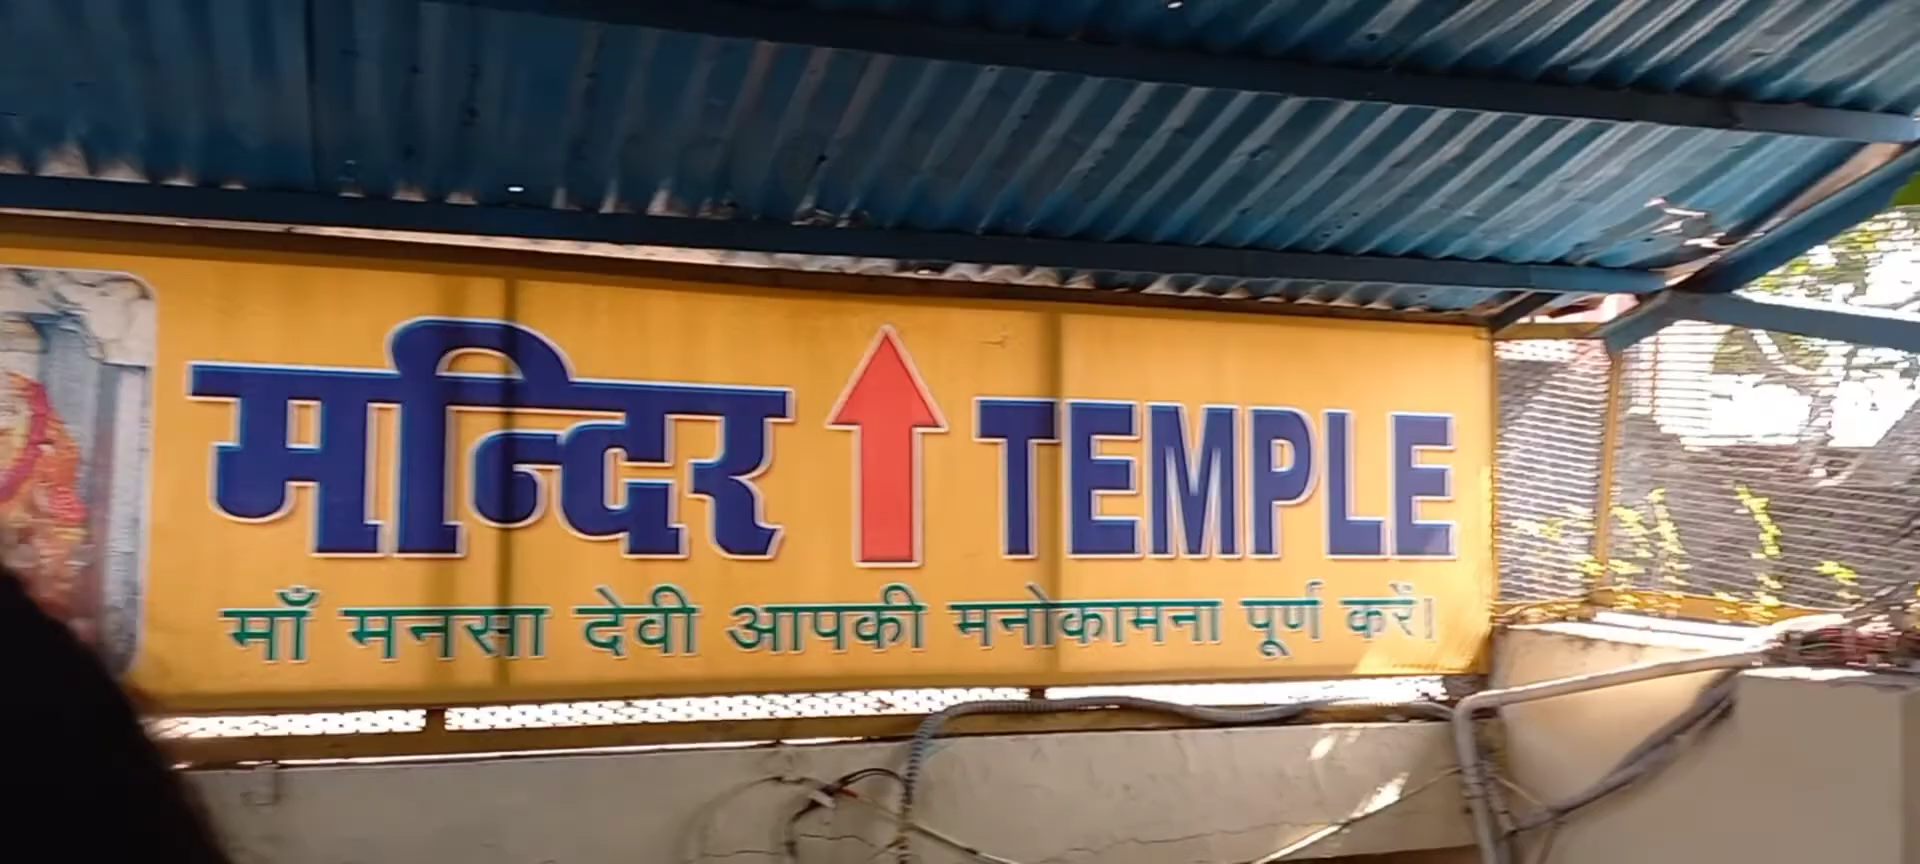 मन्दिर TEMPLE
माँ मनसा देवी आपकी मनोकामना पूर्ण करें।